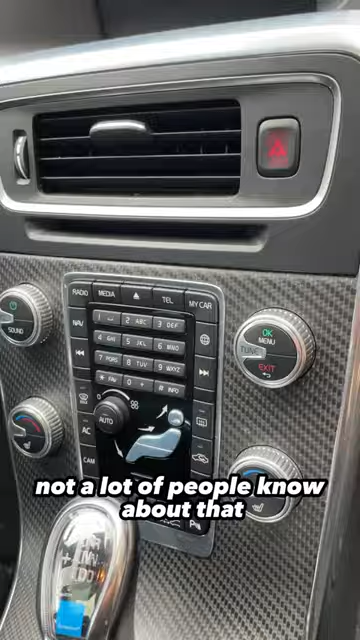 RADIO MEDIA TEL MY CAR
SOUND
NAV
1 2 ABC 3 DEF
4 GHI 5 JKL 6 MNO
7 PQRS 8 TUV 9 WXYZ
* FAV 0 + # INFO
OK
MENU
TUNE
EXIT
AUTO
AC
CAM
not a lot of people know
about that